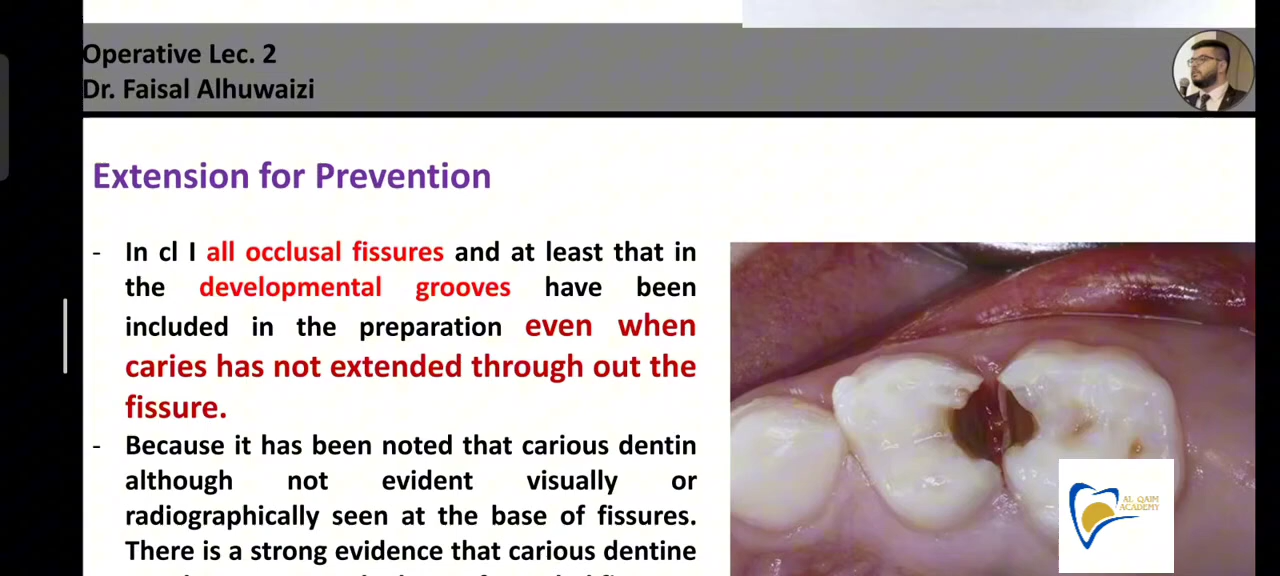 Operative Lec. 2
Dr. Faisal Alhuwaizi
Extension for Prevention
- In cl I all occlusal fissures and at least that in
the developmental grooves have been
included in the preparation even when
caries has not extended through out the
fissure.
- Because it has been noted that carious dentin
although not evident visually or
radiographically seen at the base of fissures.
There is a strong evidence that carious dentine
AL QAIM
ACADEMY